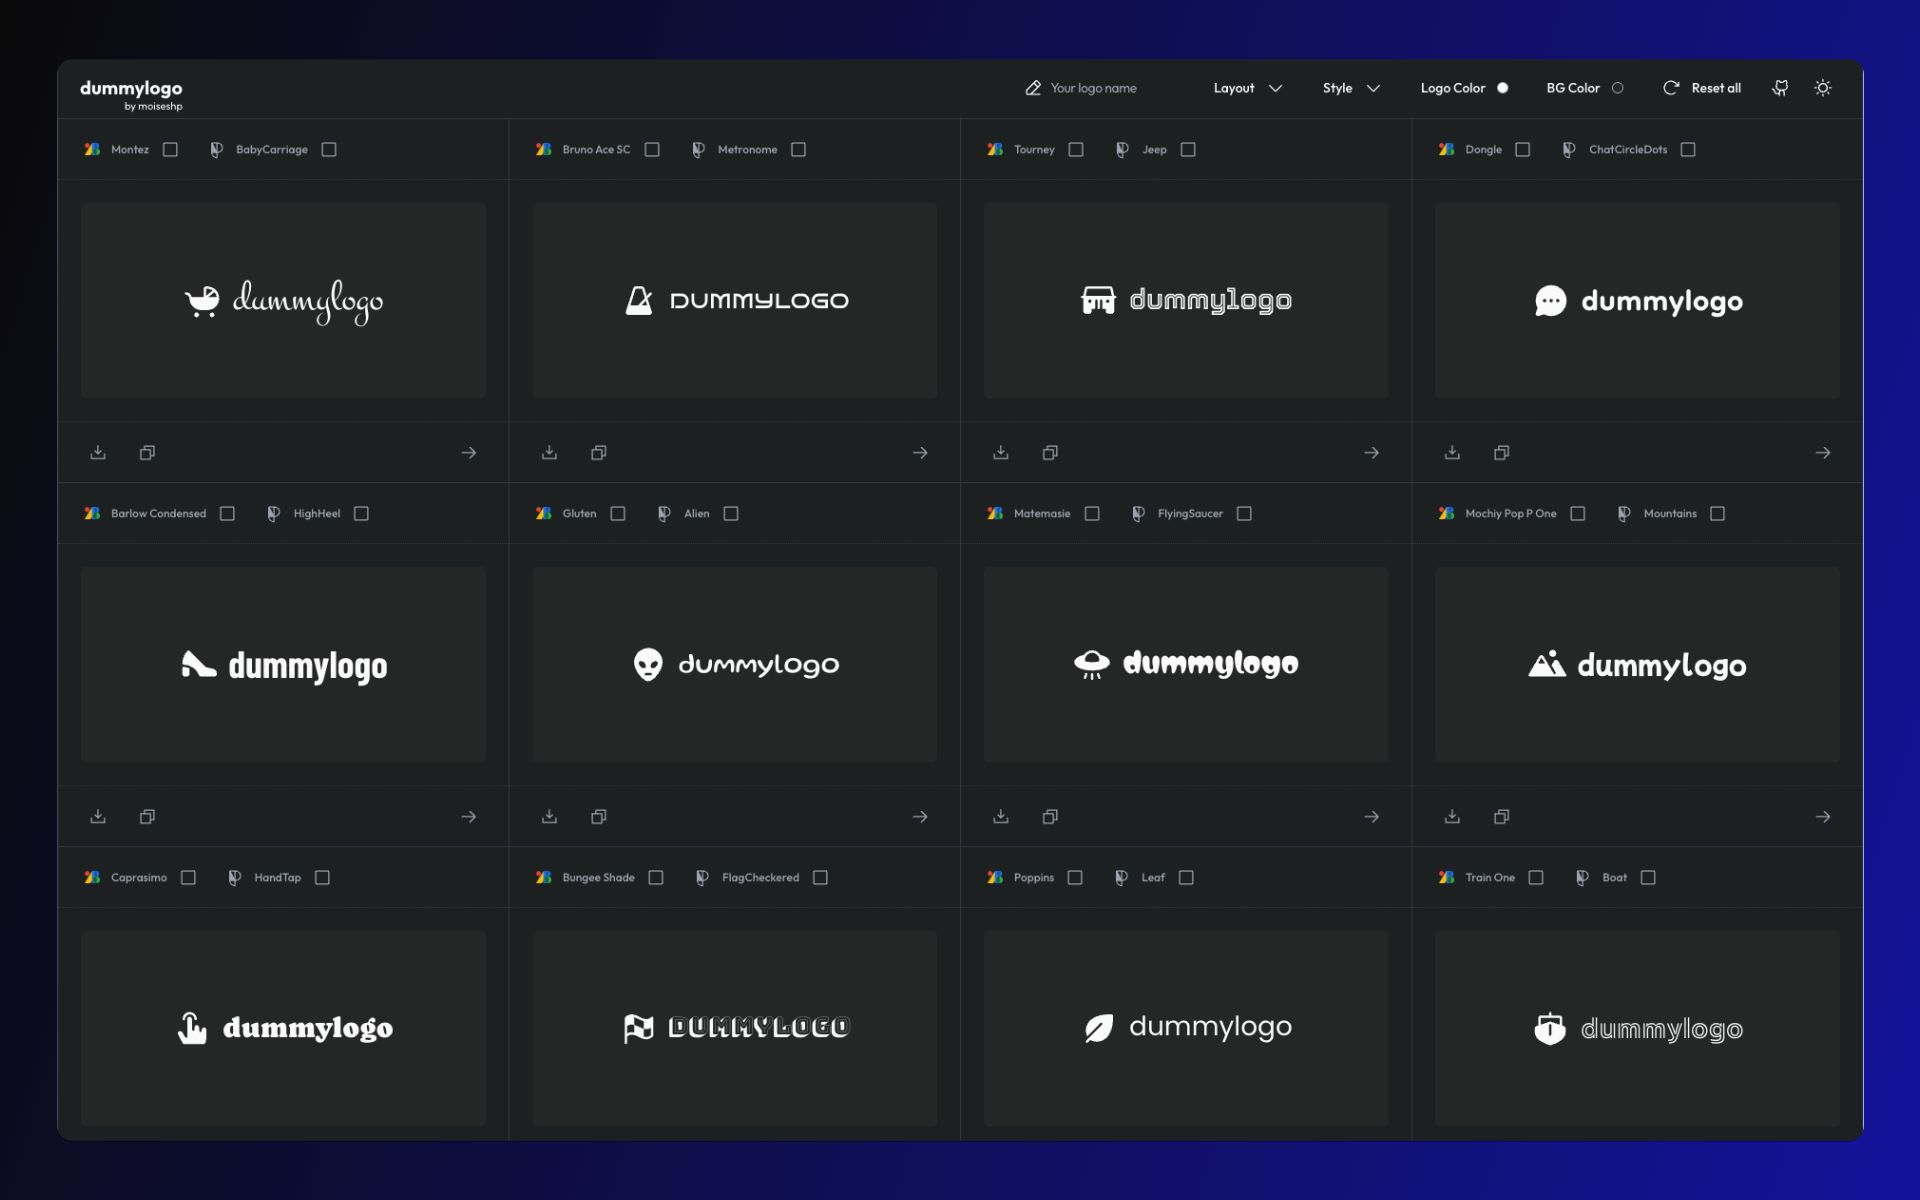 dummylogo
by moiseshp
Your logo name
Layout
Style
Logo Color
BG Color
Reset all
Montez
BabyCarriage
Bruno Ace SC
Metronome
Tourney
Jeep
Dongle
ChatCircleDots
dummylogo
DUMMYLOGO
dummylogo
dummylogo
Barlow Condensed
HighHeel
Gluten
Alien
Matemasie
FlyingSaucer
Mochiy Pop P One
Mountains
dummylogo
dummylogo
dummylogo
dummylogo
Caprasimo
HandTap
Bungee Shade
FlagCheckered
Poppins
Leaf
Train One
Boat
dummylogo
DUMMYLOGO
dummylogo
dummylogo